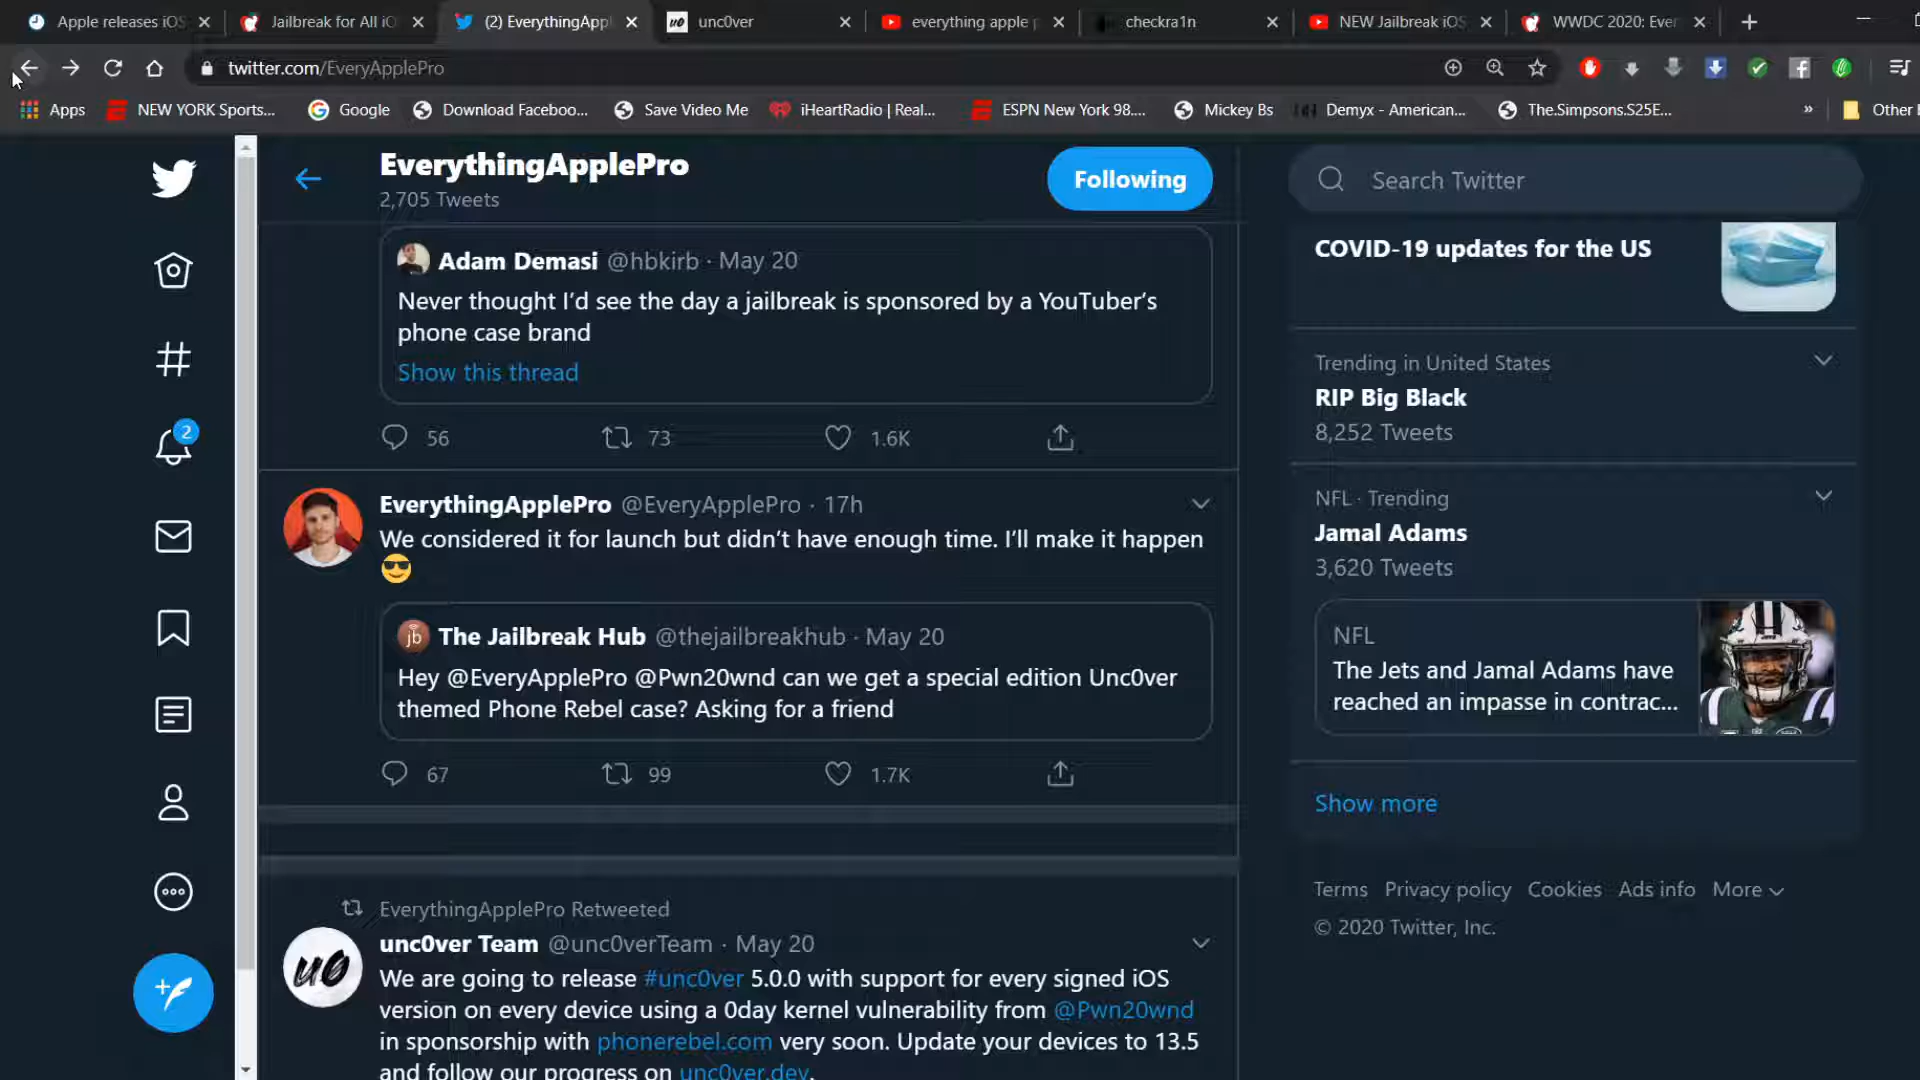 Apple releases iOS
Jailbreak for All iO
(2) EverythingAppl
unc0ver
everything apple p
checkra1n
NEW Jailbreak iOS
WWDC 2020: Ever
twitter.com/EveryApplePro
Apps
NEW YORK Sports...
Google
Download Faceboo...
Save Video Me
iHeartRadio | Real...
ESPN New York 98....
Mickey Bs
Demyx - American...
The.Simpsons.S25E...
»
Other
EverythingApplePro
2,705 Tweets
Following
Search Twitter
Adam Demasi @hbkirb · May 20
Never thought I'd see the day a jailbreak is sponsored by a YouTuber's
phone case brand
Show this thread
56 73 1.6K
EverythingApplePro @EveryApplePro · 17h
We considered it for launch but didn't have enough time. I'll make it happen
😎
jb The Jailbreak Hub @thejailbreakhub · May 20
Hey @EveryApplePro @Pwn20wnd can we get a special edition Unc0ver
themed Phone Rebel case? Asking for a friend
67 99 1.7K
EverythingApplePro Retweeted
u0
unc0ver Team @unc0verTeam · May 20
We are going to release #unc0ver 5.0.0 with support for every signed iOS
version on every device using a 0day kernel vulnerability from @Pwn20wnd
in sponsorship with phonerebel.com very soon. Update your devices to 13.5
and follow our progress on unc0ver.dev.
2
COVID-19 updates for the US
Trending in United States
RIP Big Black
8,252 Tweets
NFL · Trending
Jamal Adams
3,620 Tweets
NFL
The Jets and Jamal Adams have
reached an impasse in contrac...
Show more
Terms Privacy policy Cookies Ads info More
© 2020 Twitter, Inc.